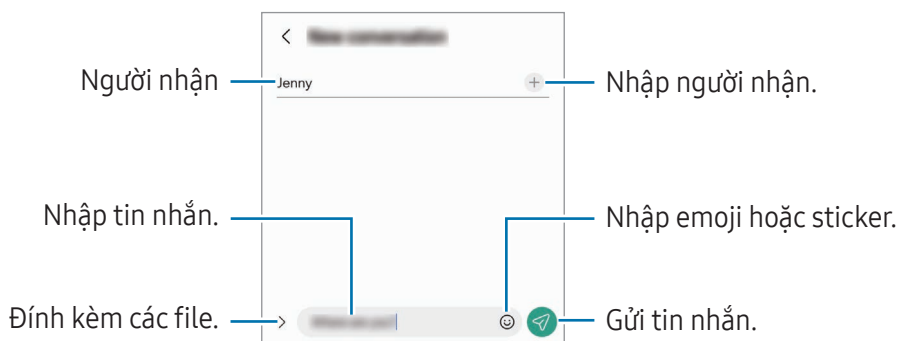 Người nhận
Jenny
Nhập người nhận.
Nhập tin nhắn.
Nhập emoji hoặc sticker.
Đính kèm các file.
Gửi tin nhắn.